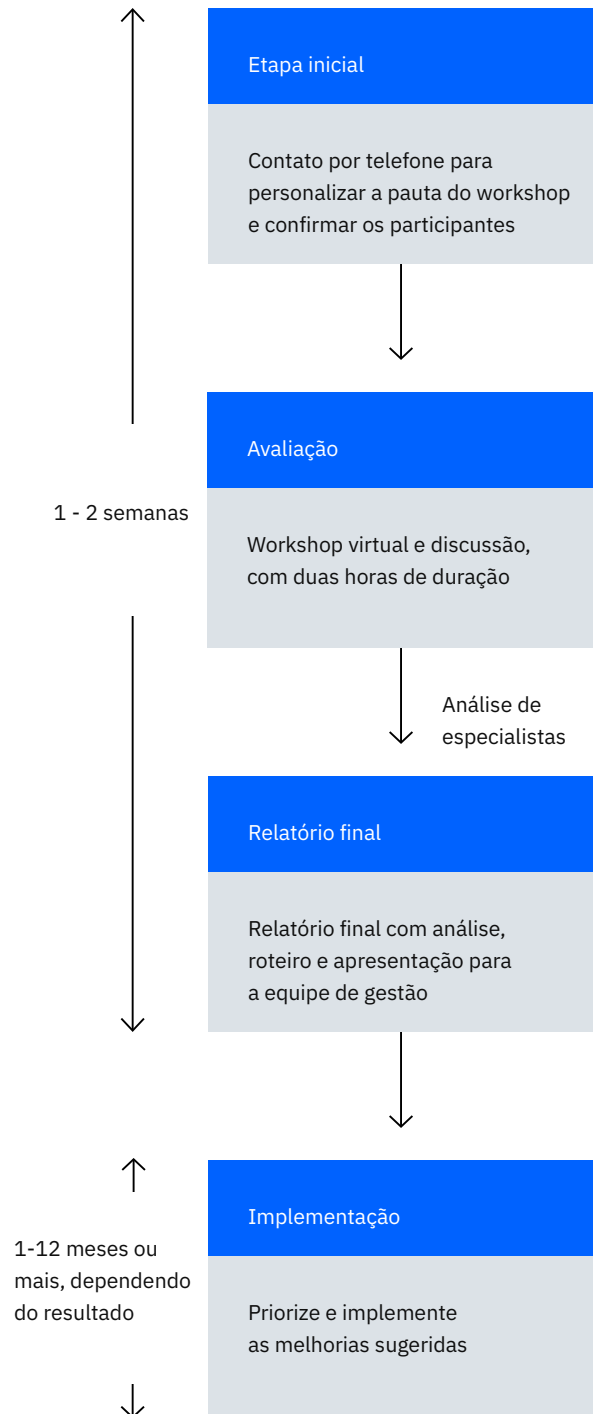 Etapa inicial
Contato por telefone para
personalizar a pauta do workshop
e confirmar os participantes
Avaliação
1 - 2 semanas
Workshop virtual e discussão,
com duas horas de duração
Análise de
especialistas
Relatório final
Relatório final com análise,
roteiro e apresentação para
a equipe de gestão
Implementação
1-12 meses ou
mais, dependendo
do resultado
Priorize e implemente
as melhorias sugeridas